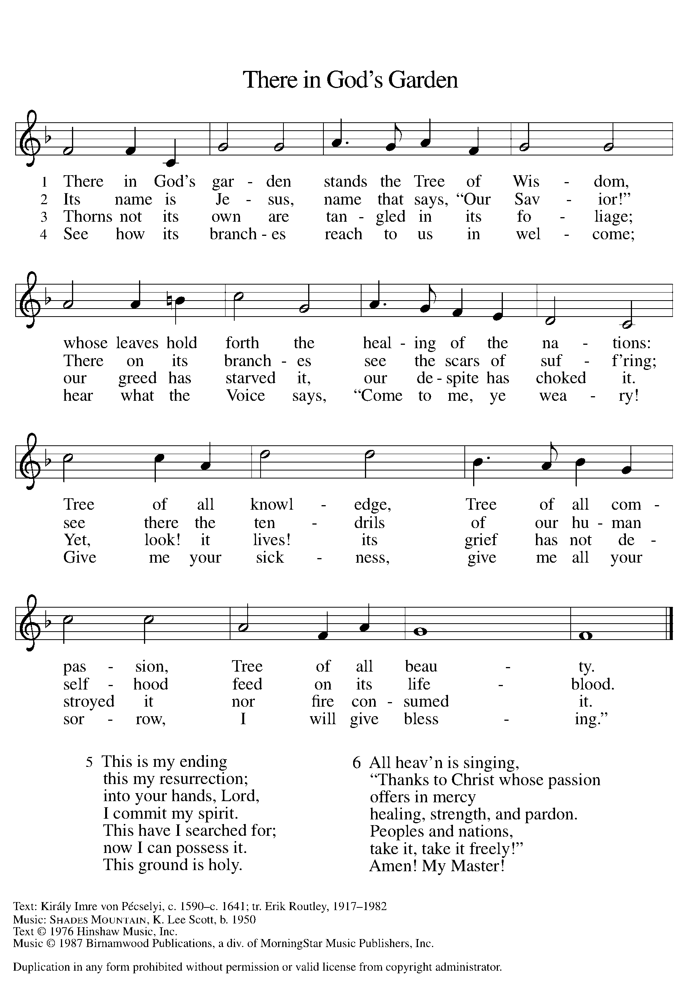 There in God's Garden
1 There in God's gar - den stands the Tree of Wis - dom,
2 Its name is Je - sus, name that says, “Our Sav - ior!”
3 Thorns not its own are tan - gled in its fo - liage;
4 See how its branch - es reach to us in wel - come;
whose leaves hold forth the heal - ing of the na - tions:
There on its branch - es see the scars of suf - f'ring;
our greed has starved it, our de - spite has choked it.
hear what the Voice says, “Come to me, ye wea - ry!
Tree of all knowl - edge, Tree of all com -
see there the ten - drils of our hu - man
Yet, look! it lives! its grief has not de -
Give me your sick - ness, give me all your
pas - sion, Tree of all beau - ty.
self - hood feed on its life - blood.
stroyed it nor fire con - sumed it.
sor - row, I will give bless - ing.”
5 This is my ending
this my resurrection;
into your hands, Lord,
I commit my spirit.
This have I searched for;
now I can possess it.
This ground is holy.
6 All heav'n is singing,
“Thanks to Christ whose passion
offers in mercy
healing, strength, and pardon.
Peoples and nations,
take it, take it freely!”
Amen! My Master!
Text: Király Imre von Pécselyi, c. 1590–c. 1641; tr. Erik Routley, 1917–1982
Music: SHADES MOUNTAIN, K. Lee Scott, b. 1950
Text © 1976 Hinshaw Music, Inc.
Music © 1987 Birnamwood Publications, a div. of MorningStar Music Publishers, Inc.
Duplication in any form prohibited without permission or valid license from copyright administrator.